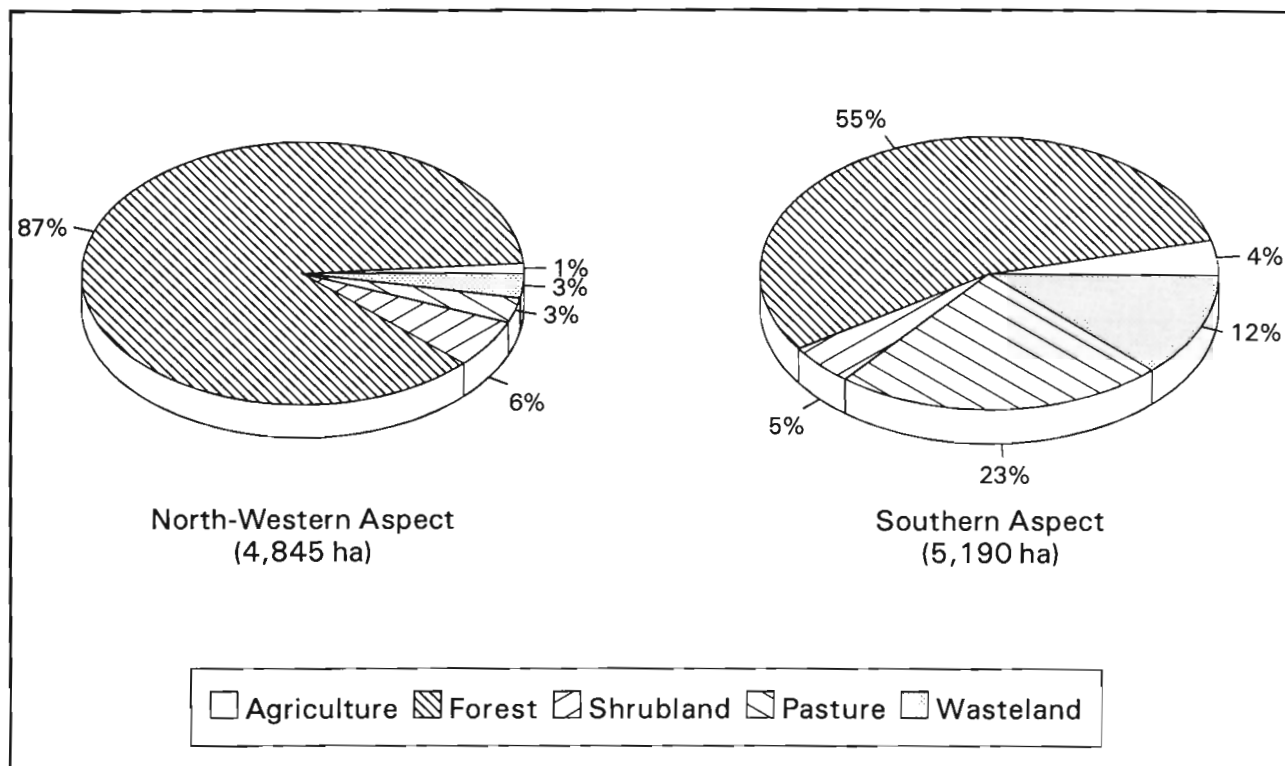 55%
87%
1%
3%
3%
6%
4%
12%
5%
23%
North-Western Aspect
(4,845 ha)
Southern Aspect
(5,190 ha)
Agriculture Forest Shrubland Pasture Wasteland